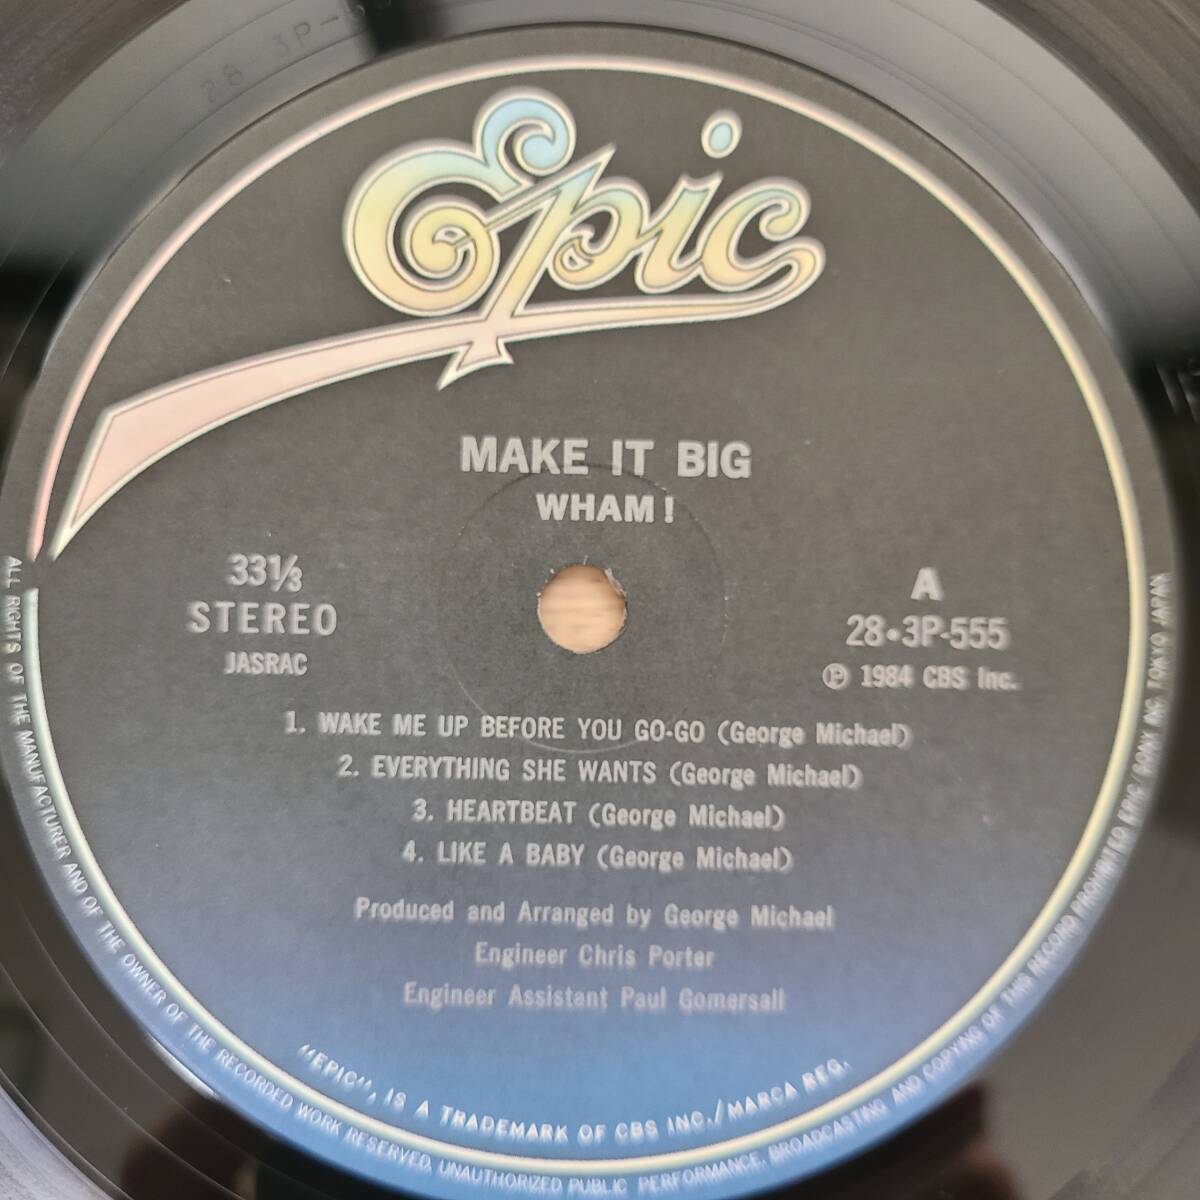 28 3P-5
Epic
MAKE IT BIG
WHAM!
33⅓
STEREO
JASRAC
A
28•3P-555
Ⓟ 1984 CBS Inc.
1. WAKE ME UP BEFORE YOU GO-GO (George Michael)
2. EVERYTHING SHE WANTS (George Michael)
3. HEARTBEAT (George Michael)
4. LIKE A BABY (George Michael)
Produced and Arranged by George Michael
Engineer Chris Porter
Engineer Assistant Paul Gomersall
"EPIC", IS A TRADEMARK OF CBS INC./MARCA REG.
ALL RIGHTS OF THE MANUFACTURER AND OF THE OWNER OF THE RECORDED WORK RESERVED. UNAUTHORIZED PUBLIC PERFORMANCE. BROADCASTING AND COPYING OF THIS RECORD PROHIBITED EPIC/SONY INC. TOKYO JAPAN